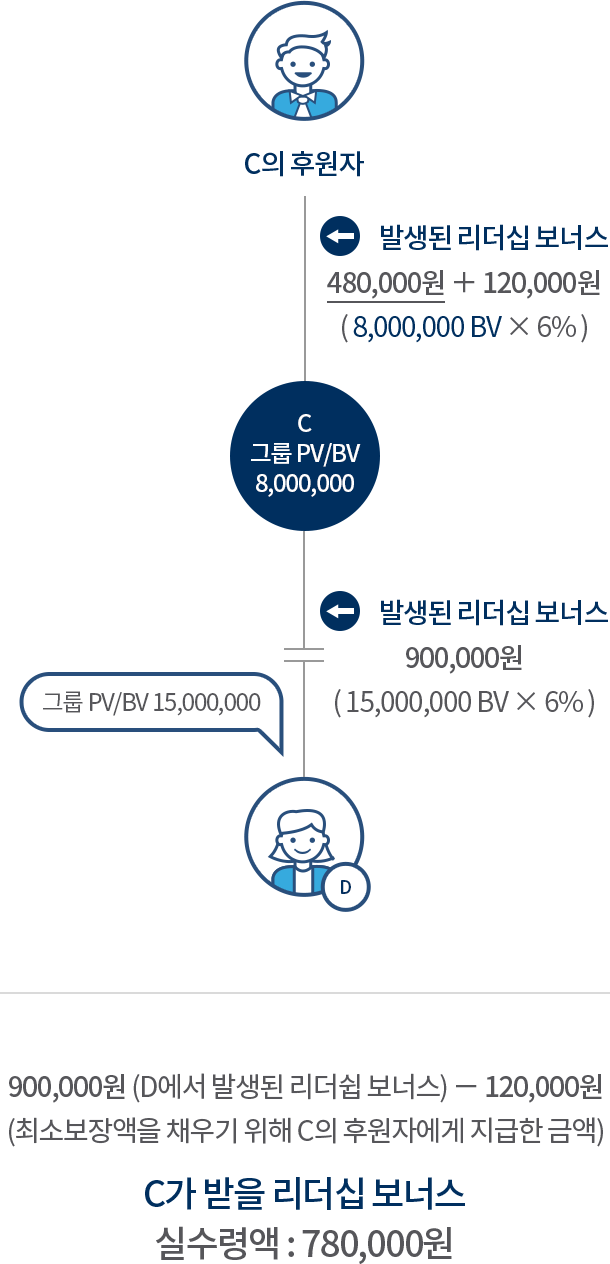 C의 후원자
발생된 리더십 보너스
480,000원 + 120,000원
( 8,000,000 BV × 6% )
C
그룹 PV/BV
8,000,000
발생된 리더십 보너스
900,000원
( 15,000,000 BV × 6% )
그룹 PV/BV 15,000,000
D
900,000원 (D에서 발생된 리더쉽 보너스) − 120,000원
(최소보장액을 채우기 위해 C의 후원자에게 지급한 금액)
C가 받을 리더십 보너스
실수령액 : 780,000원